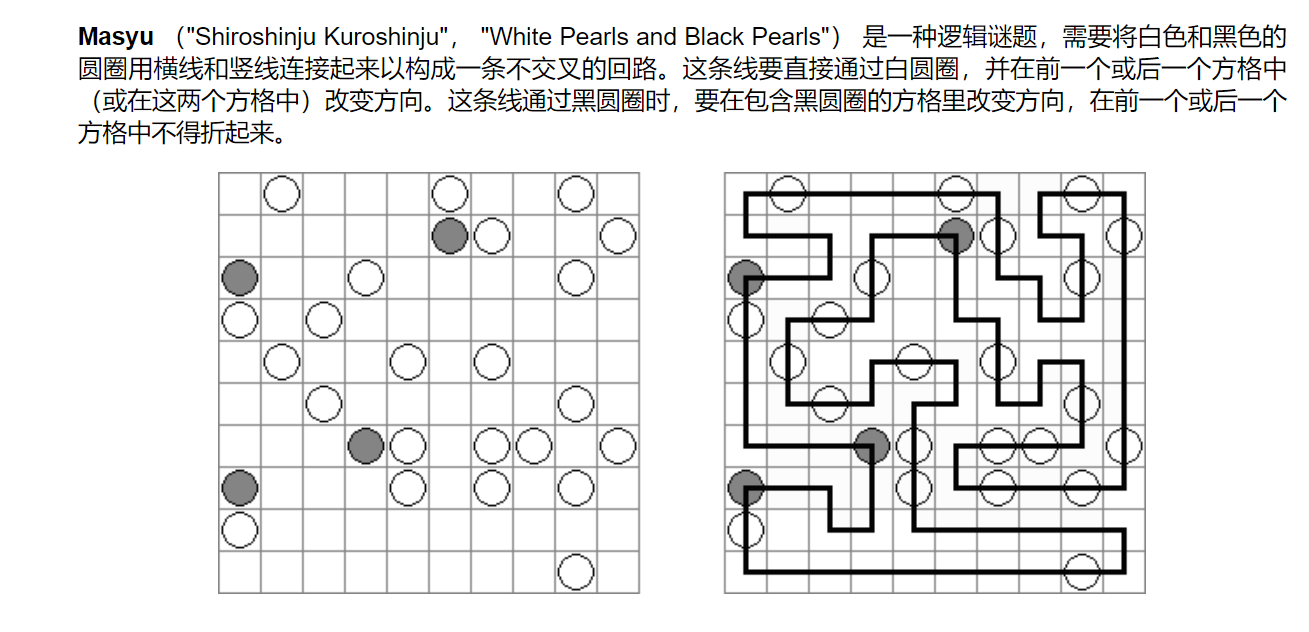 Masyu （"Shiroshinju Kuroshinju"， "White Pearls and Black Pearls"） 是一种逻辑谜题，需要将白色和黑色的
圆圈用横线和竖线连接起来以构成一条不交叉的回路。这条线要直接通过白圆圈，并在前一个或后一个方格中
（或在这两个方格中）改变方向。这条线通过黑圆圈时，要在包含黑圆圈的方格里改变方向，在前一个或后一个
方格中不得折起来。